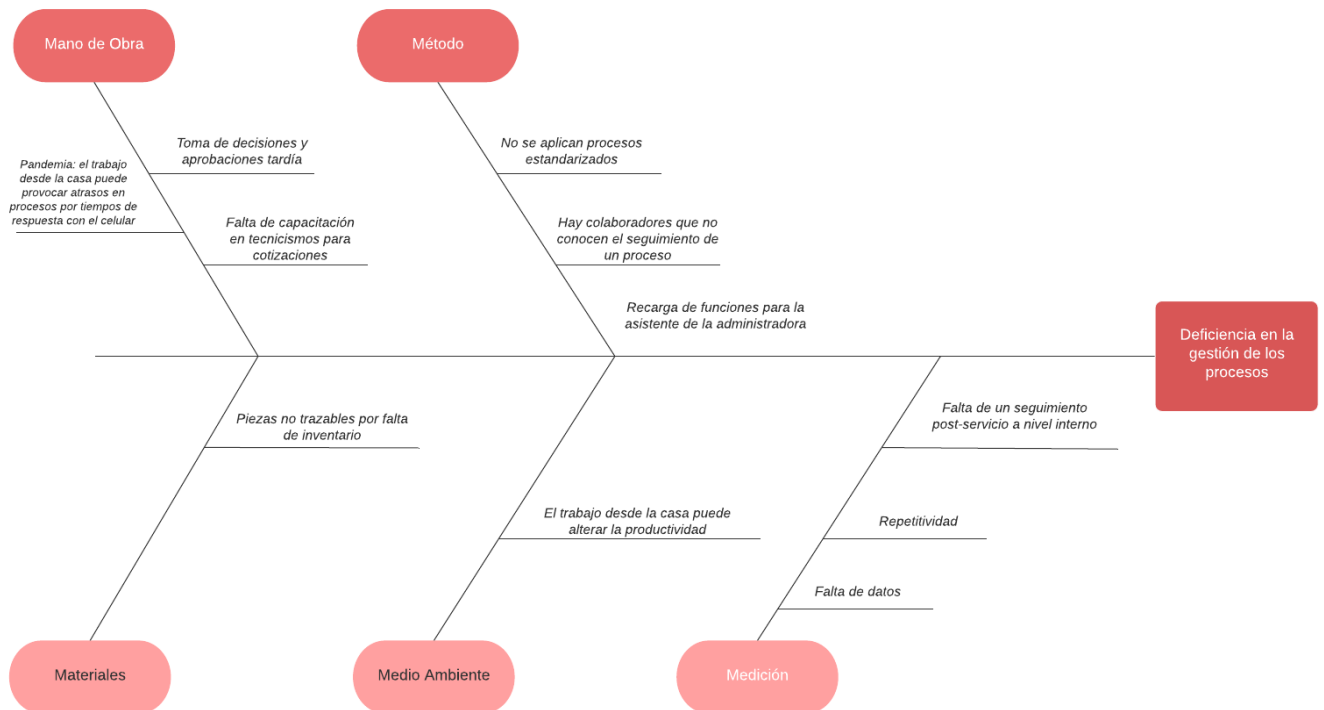 Mano de Obra
Método
Toma de decisiones y
aprobaciones tardía
Pandemia: el trabajo
desde la casa puede
provocar atrasos en
procesos por tiempos de
respuesta con el celular
Falta de capacitación
en tecnicismos para
cotizaciones
No se aplican procesos
estandarizados
Hay colaboradores que no
conocen el seguimiento de
un proceso
Recarga de funciones para la
asistente de la administradora
Deficiencia en la
gestión de los
procesos
Piezas no trazables por falta
de inventario
El trabajo desde la casa puede
alterar la productividad
Falta de un seguimiento
post-servicio a nivel interno
Repetitividad
Falta de datos
Materiales
Medio Ambiente
Medición